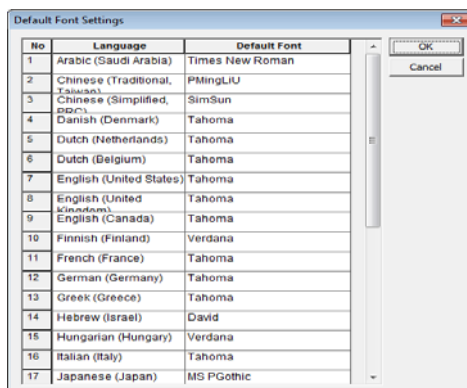 Default Font Settings
No Language Default Font
1 Arabic (Saudi Arabia) Times New Roman
2 Chinese (Traditional, Taiwan) PMingLiU
3 Chinese (Simplified, PRC) SimSun
4 Danish (Denmark) Tahoma
5 Dutch (Netherlands) Tahoma
6 Dutch (Belgium) Tahoma
7 English (United States) Tahoma
8 English (United Kingdom) Tahoma
9 English (Canada) Tahoma
10 Finnish (Finland) Verdana
11 French (France) Tahoma
12 German (Germany) Tahoma
13 Greek (Greece) Tahoma
14 Hebrew (Israel) David
15 Hungarian (Hungary) Verdana
16 Italian (Italy) Tahoma
17 Japanese (Japan) MS PGothic
OK
Cancel